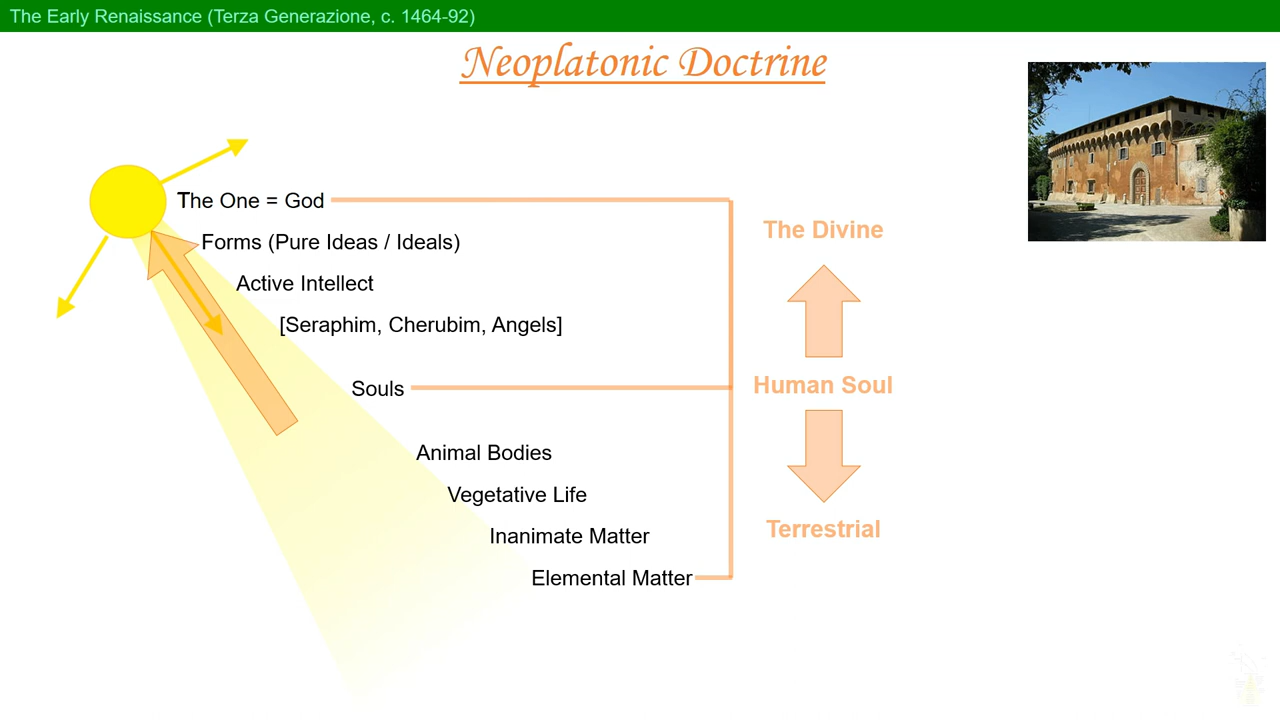 The Early Renaissance (Terza Generazione, c. 1464-92)
Neoplatonic Doctrine
The One = God
Forms (Pure Ideas / Ideals)
Active Intellect
[Seraphim, Cherubim, Angels]
Souls
Animal Bodies
Vegetative Life
Inanimate Matter
Elemental Matter
The Divine
Human Soul
Terrestrial